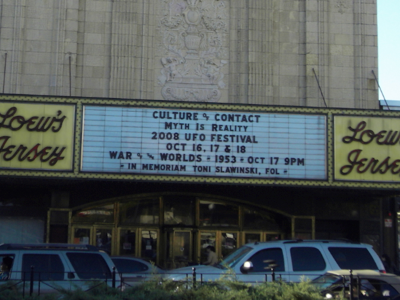 Loew's
Jersey
CULTURE OF CONTACT
MYTH IS REALITY
2008 UFO FESTIVAL
OCT 16, 17 & 18
WAR OF THE WORLDS * 1953 * OCT 17 9PM
* IN MEMORIAM TONI SLAWINSKI, FOL *
Loew's
Jersey